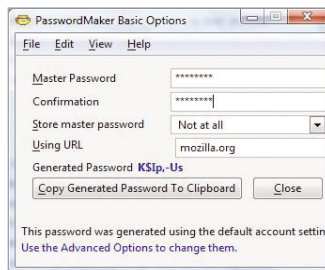 PasswordMaker Basic Options
File Edit View Help
Master Password ********
Confirmation ********
Store master password Not at all
Using URL mozilla.org
Generated Password K$Ip,-Us
Copy Generated Password To Clipboard Close
This password was generated using the default account settin
Use the Advanced Options to change them.